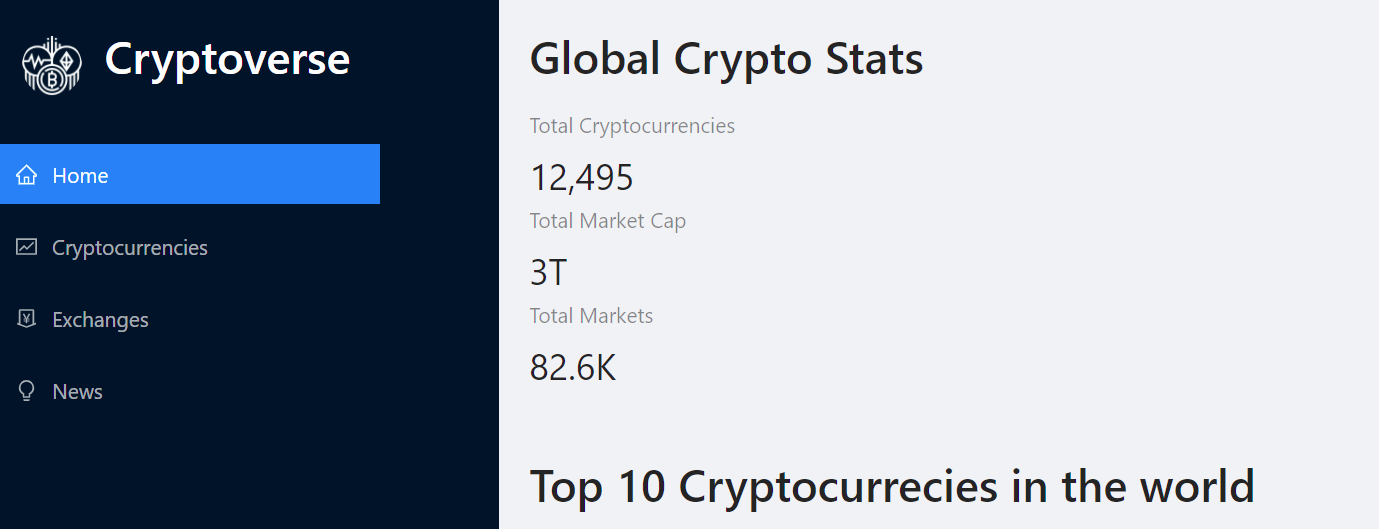 Cryptoverse
Home
Cryptocurrencies
Exchanges
News
Global Crypto Stats
Total Cryptocurrencies
12,495
Total Market Cap
3T
Total Markets
82.6K
Top 10 Cryptocurrecies in the world